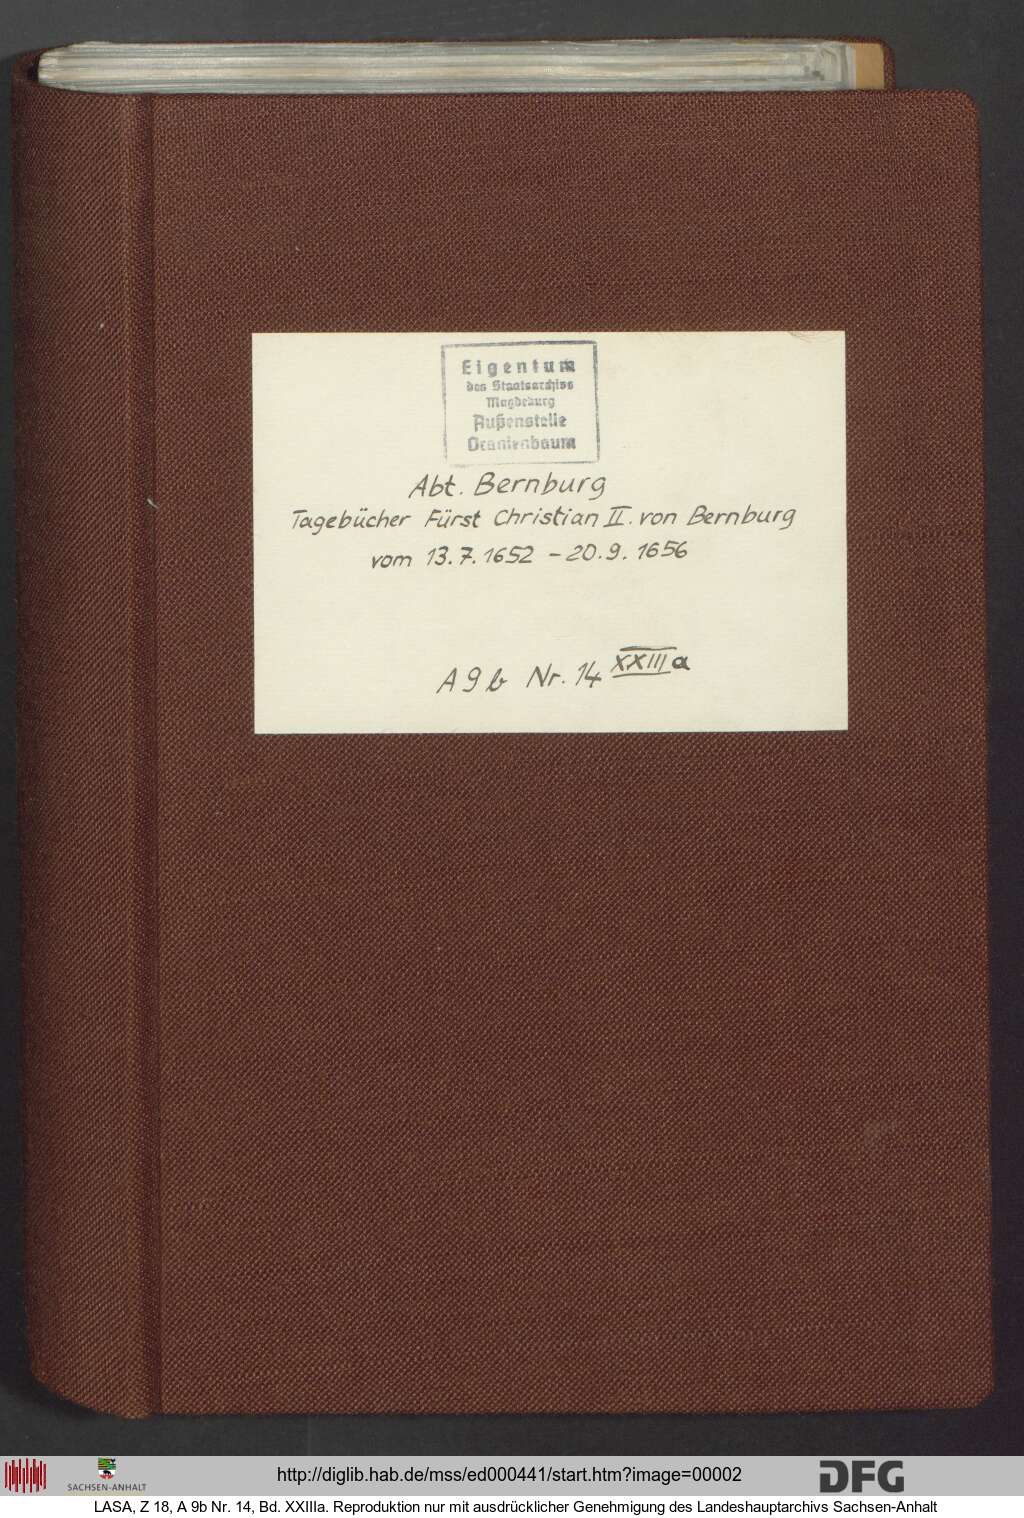 Eigentum
des Staatsarchivs
Magdeburg
Außenstelle
Oranienbaum
Abt. Bernburg
Tagebücher Fürst Christian II. von Bernburg
vom 13.7.1652 – 20.9.1656
A 9 b Nr. 14 XXIII a
SACHSEN-ANHALT
http://diglib.hab.de/mss/ed000441/start.htm?image=00002
DFG
LASA, Z 18, A 9b Nr. 14, Bd. XXIIIa. Reproduktion nur mit ausdrücklicher Genehmigung des Landeshauptarchivs Sachsen-Anhalt